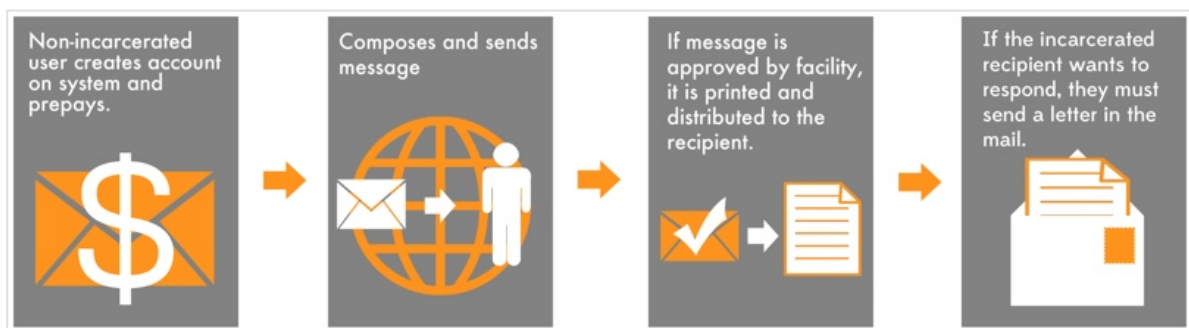 Non-incarcerated
user creates account
on system and
prepays.
Composes and sends
message
If message is
approved by facility,
it is printed and
distributed to the
recipient.
If the incarcerated
recipient wants to
respond, they must
send a letter in the
mail.
$